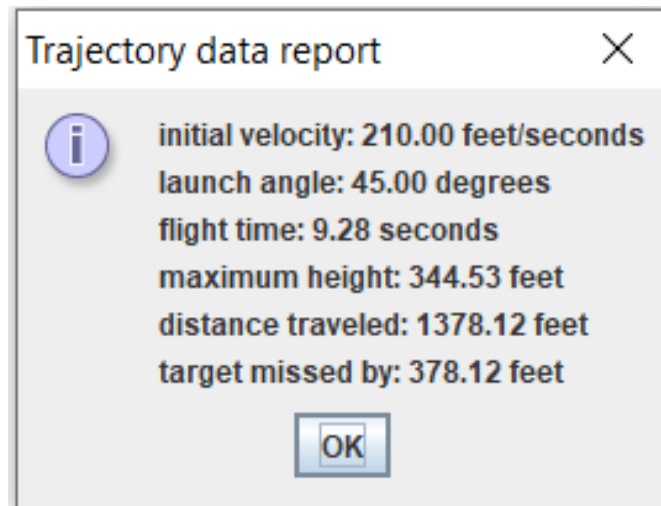 Trajectory data report
initial velocity: 210.00 feet/seconds
launch angle: 45.00 degrees
flight time: 9.28 seconds
maximum height: 344.53 feet
distance traveled: 1378.12 feet
target missed by: 378.12 feet
OK